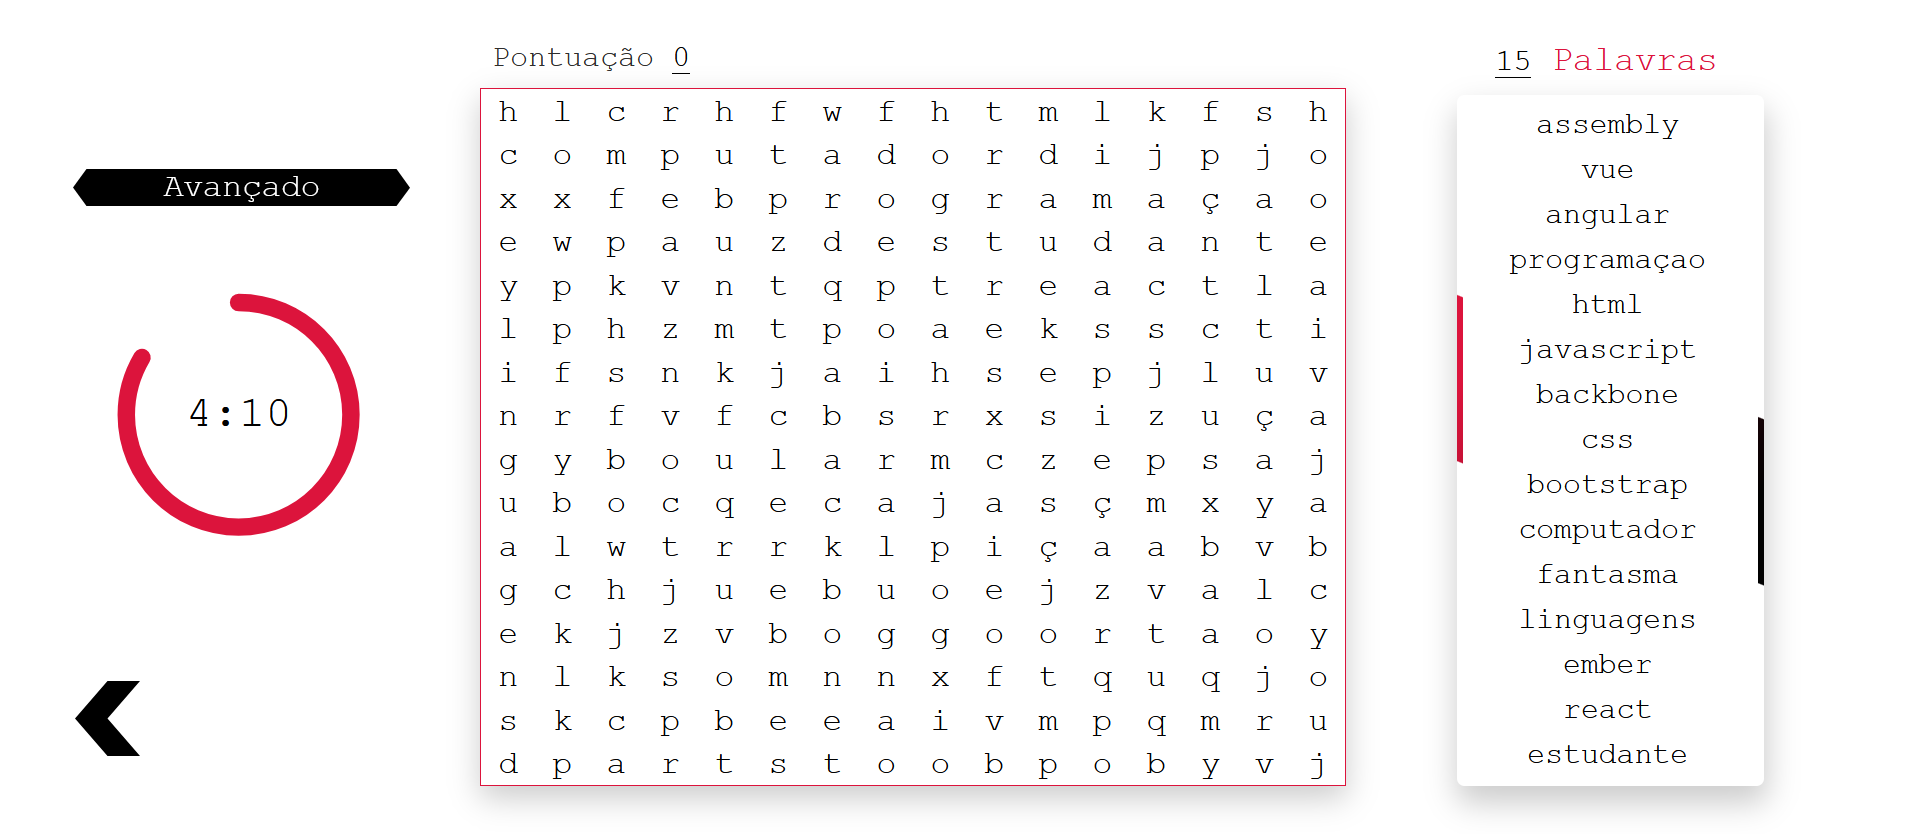 Pontuação 0
15 Palavras
Avançado
4:10
h l c r h f w f h t m l k f s h
c o m p u t a d o r d i j p j o
x x f e b p r o g r a m a ç a o
e w p a u z d e s t u d a n t e
y p k v n t q p t r e a c t l a
l p h z m t p o a e k s s c t i
i f s n k j a i h s e p j l u v
n r f v f c b s r x s i z u ç a
g y b o u l a r m c z e p s a j
u b o c q e c a j a s ç m x y a
a l w t r r k l p i ç a a b v b
g c h j u e b u o e j z v a l c
e k j z v b o g g o o r t a o y
n l k s o m n n x f t q u q j o
s k c p b e e a i v m p q m r u
d p a r t s t o o b p o b y v j
assembly
vue
angular
programaçao
html
javascript
backbone
css
bootstrap
computador
fantasma
linguagens
ember
react
estudante